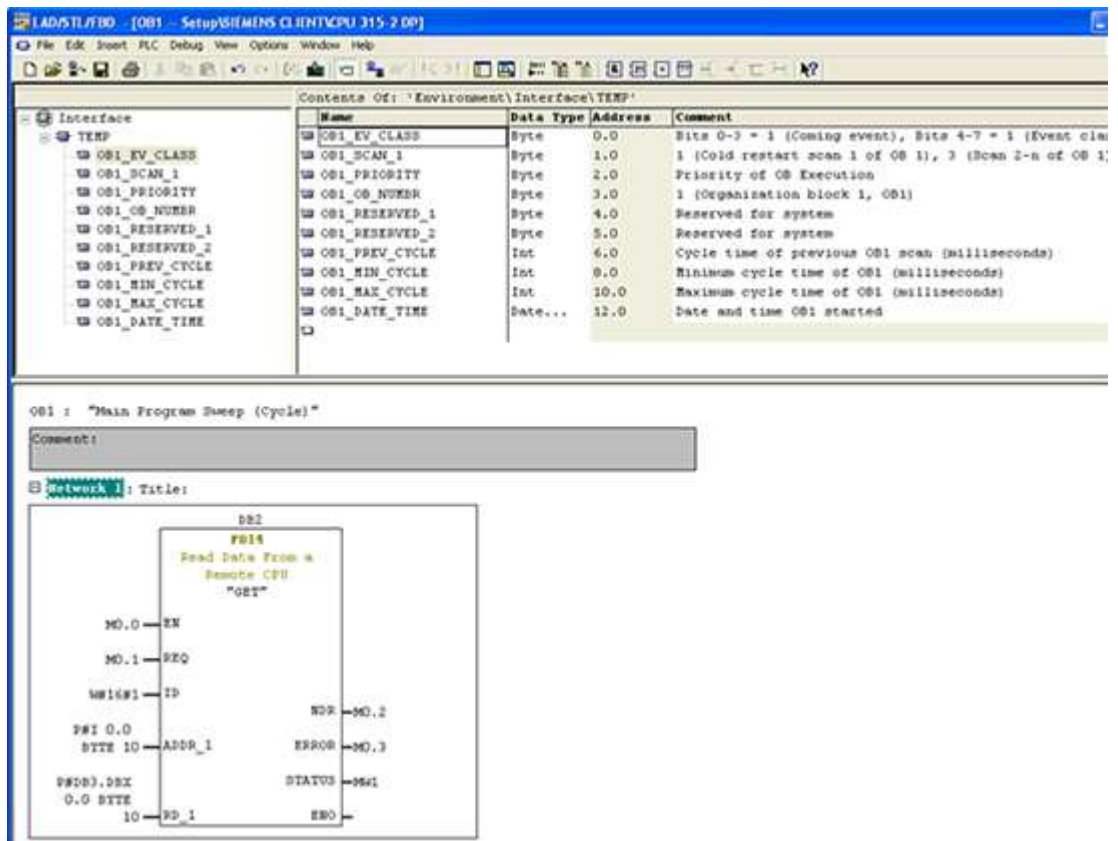 LAD/STL/FBD - [OB1 -- Setup\SIEMENS CLIENT\CPU 315-2 DP]
File Edit Insert PLC Debug View Options Window Help
Contents Of: 'Environment\Interface\TEMP'
Interface
TEMP
OB1_EV_CLASS
OB1_SCAN_1
OB1_PRIORITY
OB1_OB_NUMBR
OB1_RESERVED_1
OB1_RESERVED_2
OB1_PREV_CYCLE
OB1_MIN_CYCLE
OB1_MAX_CYCLE
OB1_DATE_TIME
Name Data Type Address Comment
OB1_EV_CLASS Byte 0.0 Bits 0-3 = 1 (Coming event), Bits 4-7 = 1 (Event clas
OB1_SCAN_1 Byte 1.0 1 (Cold restart scan 1 of OB 1), 3 (Scan 2-n of OB 1)
OB1_PRIORITY Byte 2.0 Priority of OB Execution
OB1_OB_NUMBR Byte 3.0 1 (Organization block 1, OB1)
OB1_RESERVED_1 Byte 4.0 Reserved for system
OB1_RESERVED_2 Byte 5.0 Reserved for system
OB1_PREV_CYCLE Int 6.0 Cycle time of previous OB1 scan (milliseconds)
OB1_MIN_CYCLE Int 8.0 Minimum cycle time of OB1 (milliseconds)
OB1_MAX_CYCLE Int 10.0 Maximum cycle time of OB1 (milliseconds)
OB1_DATE_TIME Date... 12.0 Date and time OB1 started
OB1 : "Main Program Sweep (Cycle)"
Comment:
Network 1: Title:
DB2
FB14
Read Data From a
Remote CPU
"GET"
M0.0 EN
M0.1 REQ
W#16#1 ID
NDR M0.2
P#I 0.0
BYTE 10 ADDR_1 ERROR M0.3
P#DB3.DBX STATUS MW1
0.0 BYTE
10 RD_1 ENO